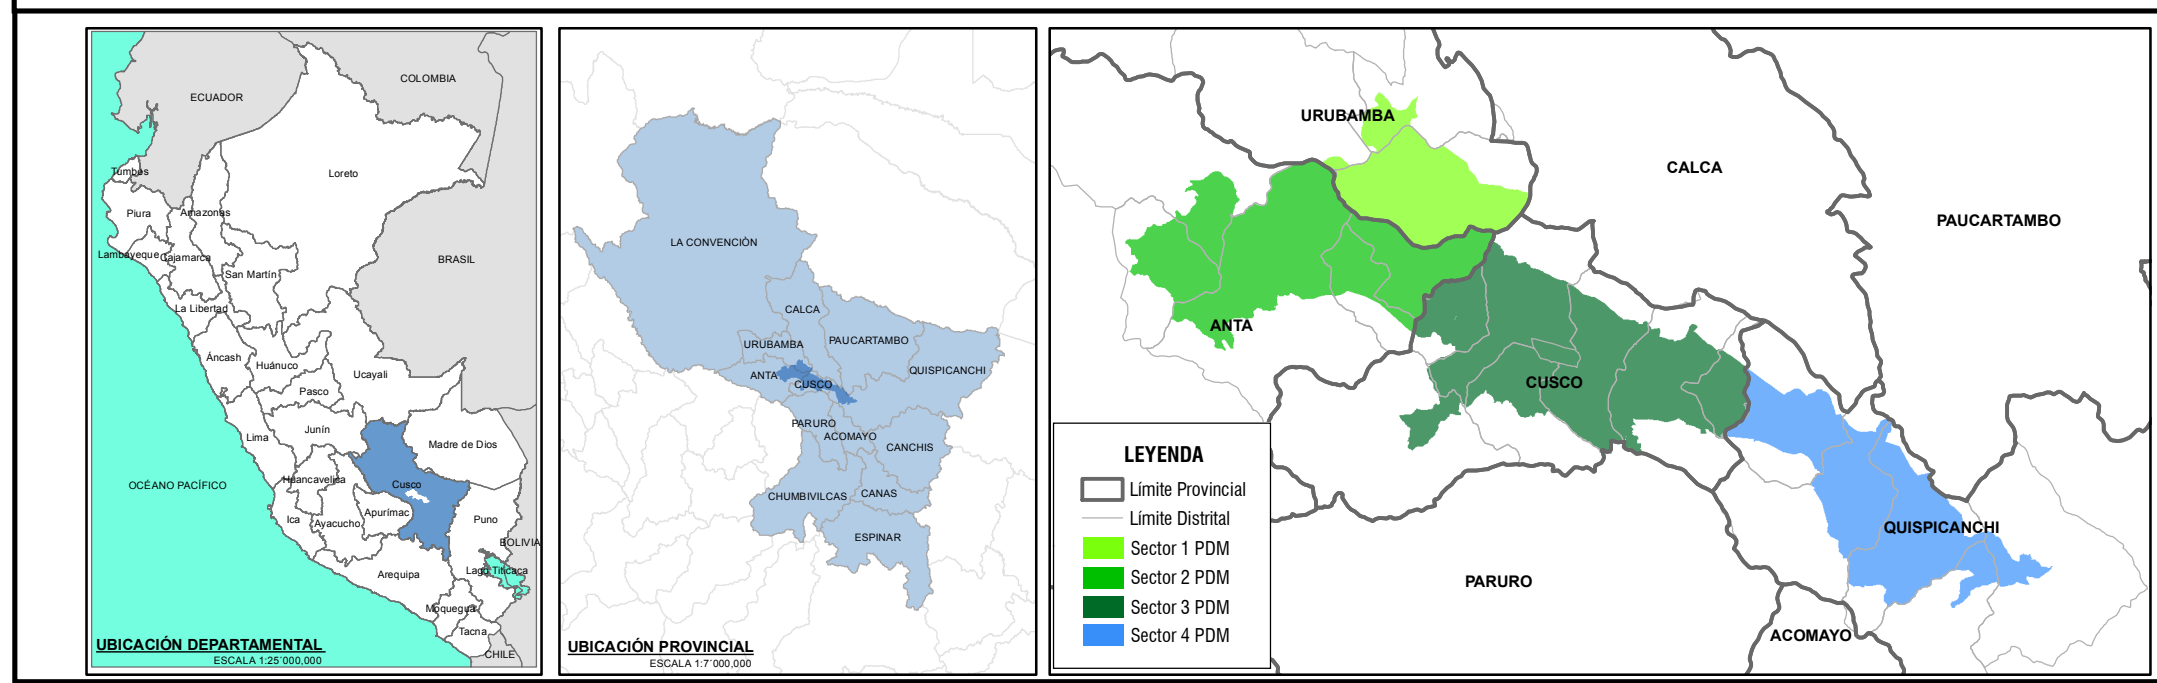 ECUADOR
COLOMBIA
Loreto
Tumbes
Piura
Amazonas
Lambayeque
Cajamarca
San Martín
BRASIL
La Libertad
Áncash
Huánuco
Ucayali
Pasco
Junín
Lima
Madre de Dios
Huancavelica
Cusco
OCÉANO PACÍFICO
Ica
Ayacucho
Apurímac
Puno
BOLIVIA
Arequipa
Lago Titicaca
Moquegua
Tacna
CHILE
UBICACIÓN DEPARTAMENTAL
ESCALA 1:25´000,000
LA CONVENCIÒN
CALCA
URUBAMBA
PAUCARTAMBO
ANTA
CUSCO
QUISPICANCHI
PARURO
ACOMAYO
CANCHIS
CHUMBIVILCAS
CANAS
ESPINAR
UBICACIÓN PROVINCIAL
ESCALA 1:7´000,000
URUBAMBA
CALCA
PAUCARTAMBO
ANTA
CUSCO
QUISPICANCHI
PARURO
ACOMAYO
LEYENDA
Límite Provincial
Límite Distrital
Sector 1 PDM
Sector 2 PDM
Sector 3 PDM
Sector 4 PDM